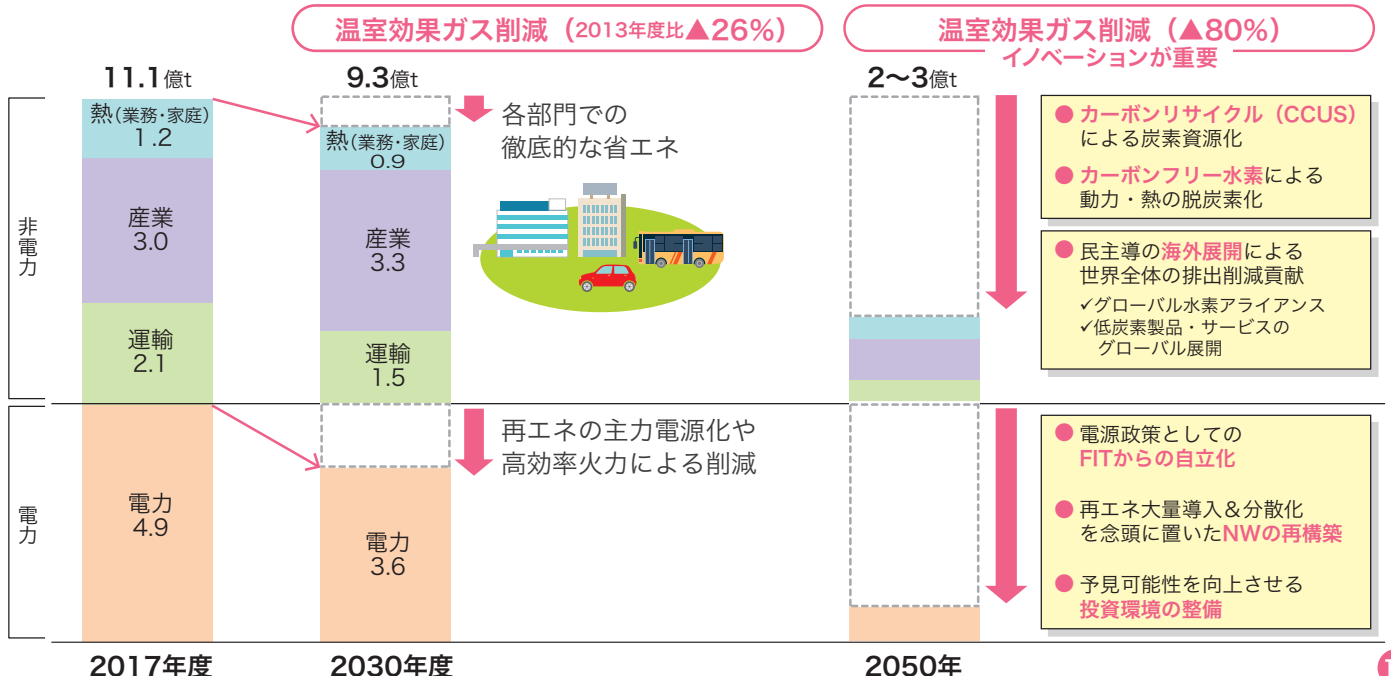 温室効果ガス削減（2013年度比▲26%）
温室効果ガス削減（▲80%）
イノベーションが重要
11.1億t
9.3億t
2〜3億t
非電力
電力
熱(業務・家庭)
1.2
産業
3.0
運輸
2.1
電力
4.9
熱(業務・家庭)
0.9
産業
3.3
運輸
1.5
電力
3.6
各部門での
徹底的な省エネ
再エネの主力電源化や
高効率火力による削減
● カーボンリサイクル（CCUS）
による炭素資源化
● カーボンフリー水素による
動力・熱の脱炭素化
● 民主導の海外展開による
世界全体の排出削減貢献
✓グローバル水素アライアンス
✓低炭素製品・サービスの
グローバル展開
● 電源政策としての
FITからの自立化
● 再エネ大量導入＆分散化
を念頭に置いたNWの再構築
● 予見可能性を向上させる
投資環境の整備
2017年度
2030年度
2050年